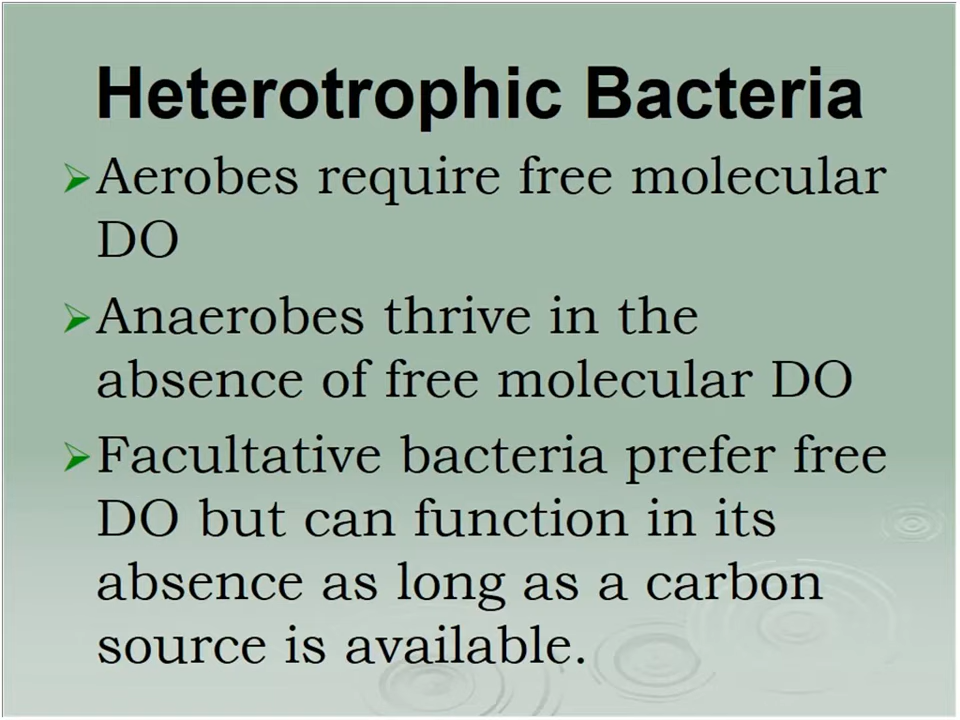 Heterotrophic Bacteria
Aerobes require free molecular
DO
Anaerobes thrive in the
absence of free molecular DO
Facultative bacteria prefer free
DO but can function in its
absence as long as a carbon
source is available.